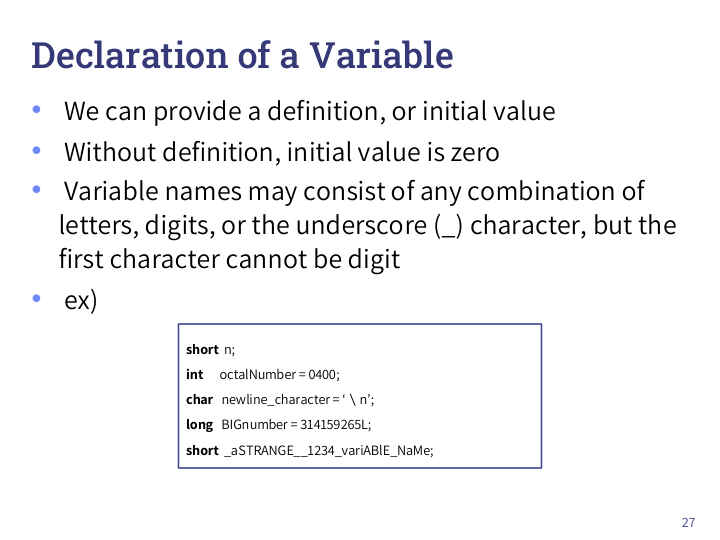 Declaration of a Variable
• We can provide a definition, or initial value
• Without definition, initial value is zero
• Variable names may consist of any combination of
letters, digits, or the underscore (_) character, but the
first character cannot be digit
• ex)
short n;
int octalNumber = 0400;
char newline_character = ‘ \ n’;
long BIGnumber = 314159265L;
short _aSTRANGE__1234_variABlE_NaMe;
27